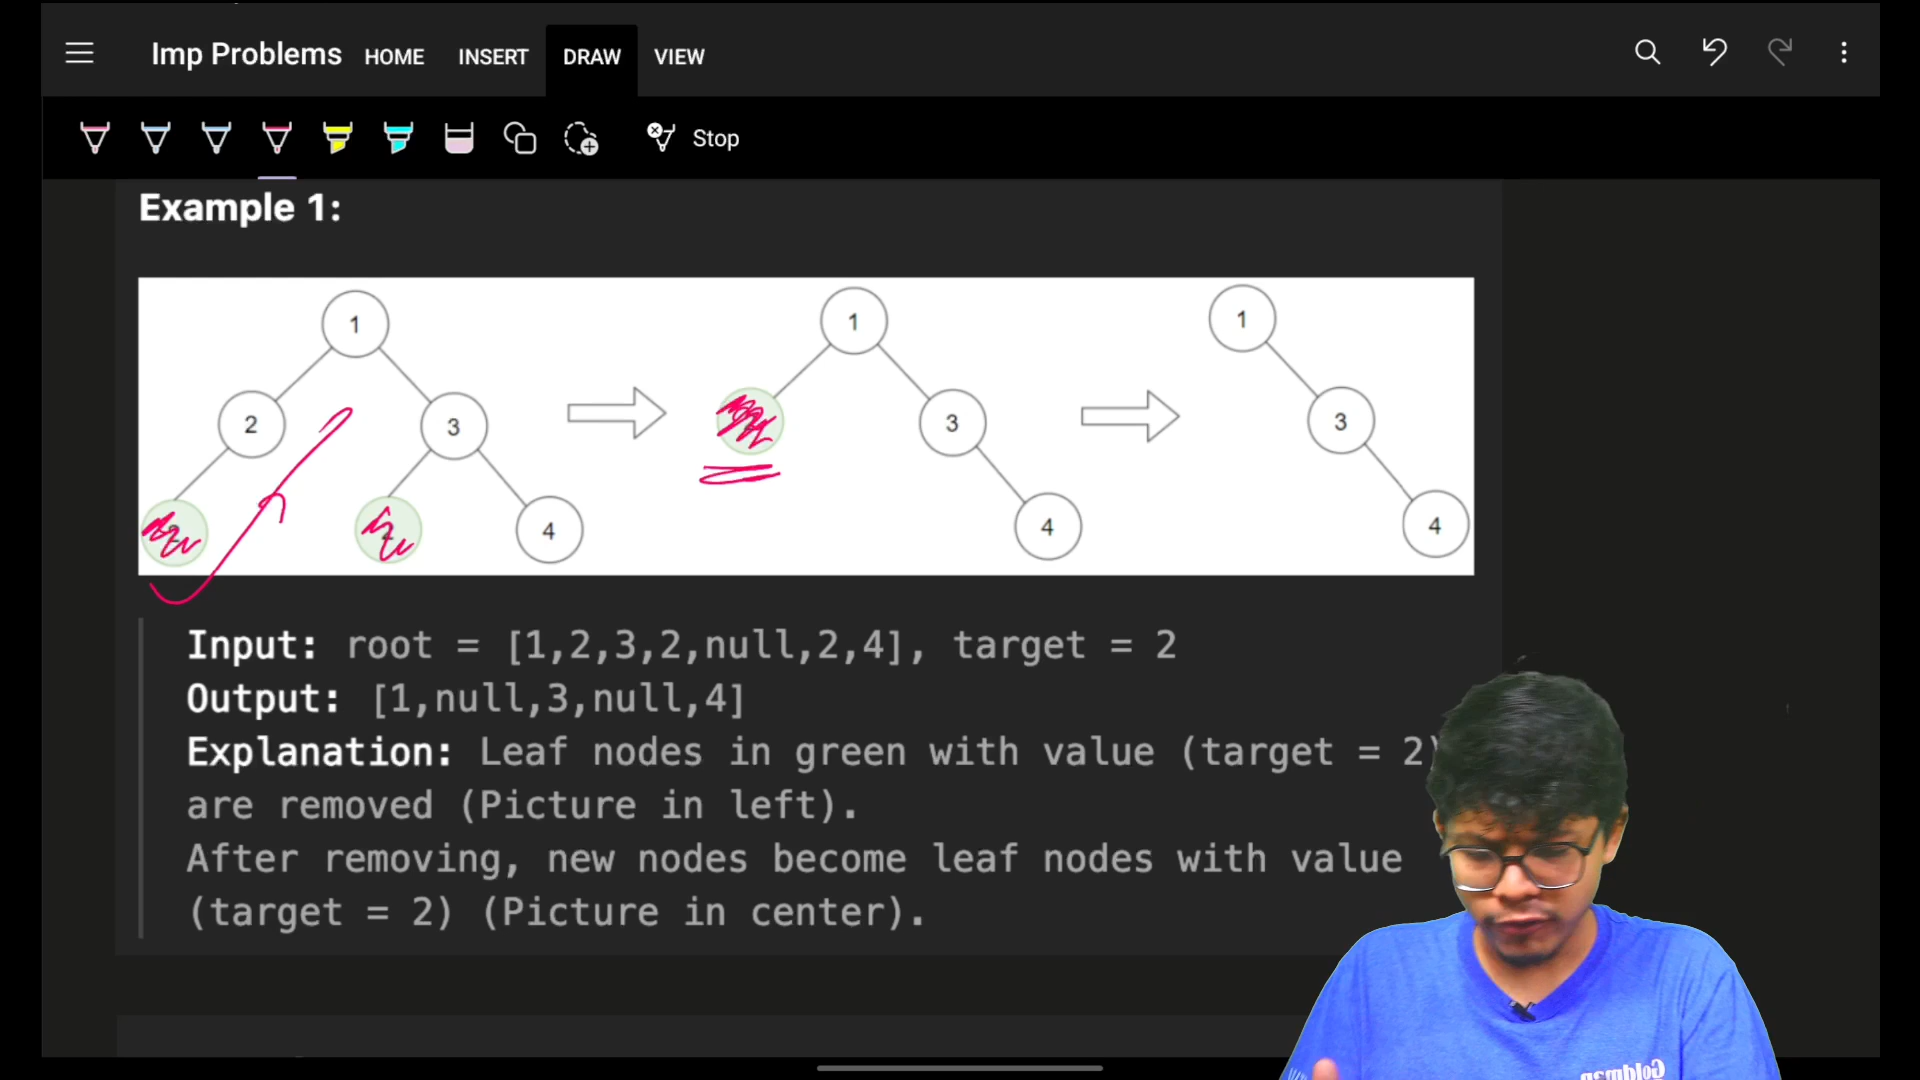 Imp Problems HOME INSERT DRAW VIEW
Stop
Example 1:
1 1 1
2 3 3 3
4 4 4
Input: root = [1,2,3,2,null,2,4], target = 2
Output: [1,null,3,null,4]
Explanation: Leaf nodes in green with value (target = 2)
are removed (Picture in left).
After removing, new nodes become leaf nodes with value
(target = 2) (Picture in center).